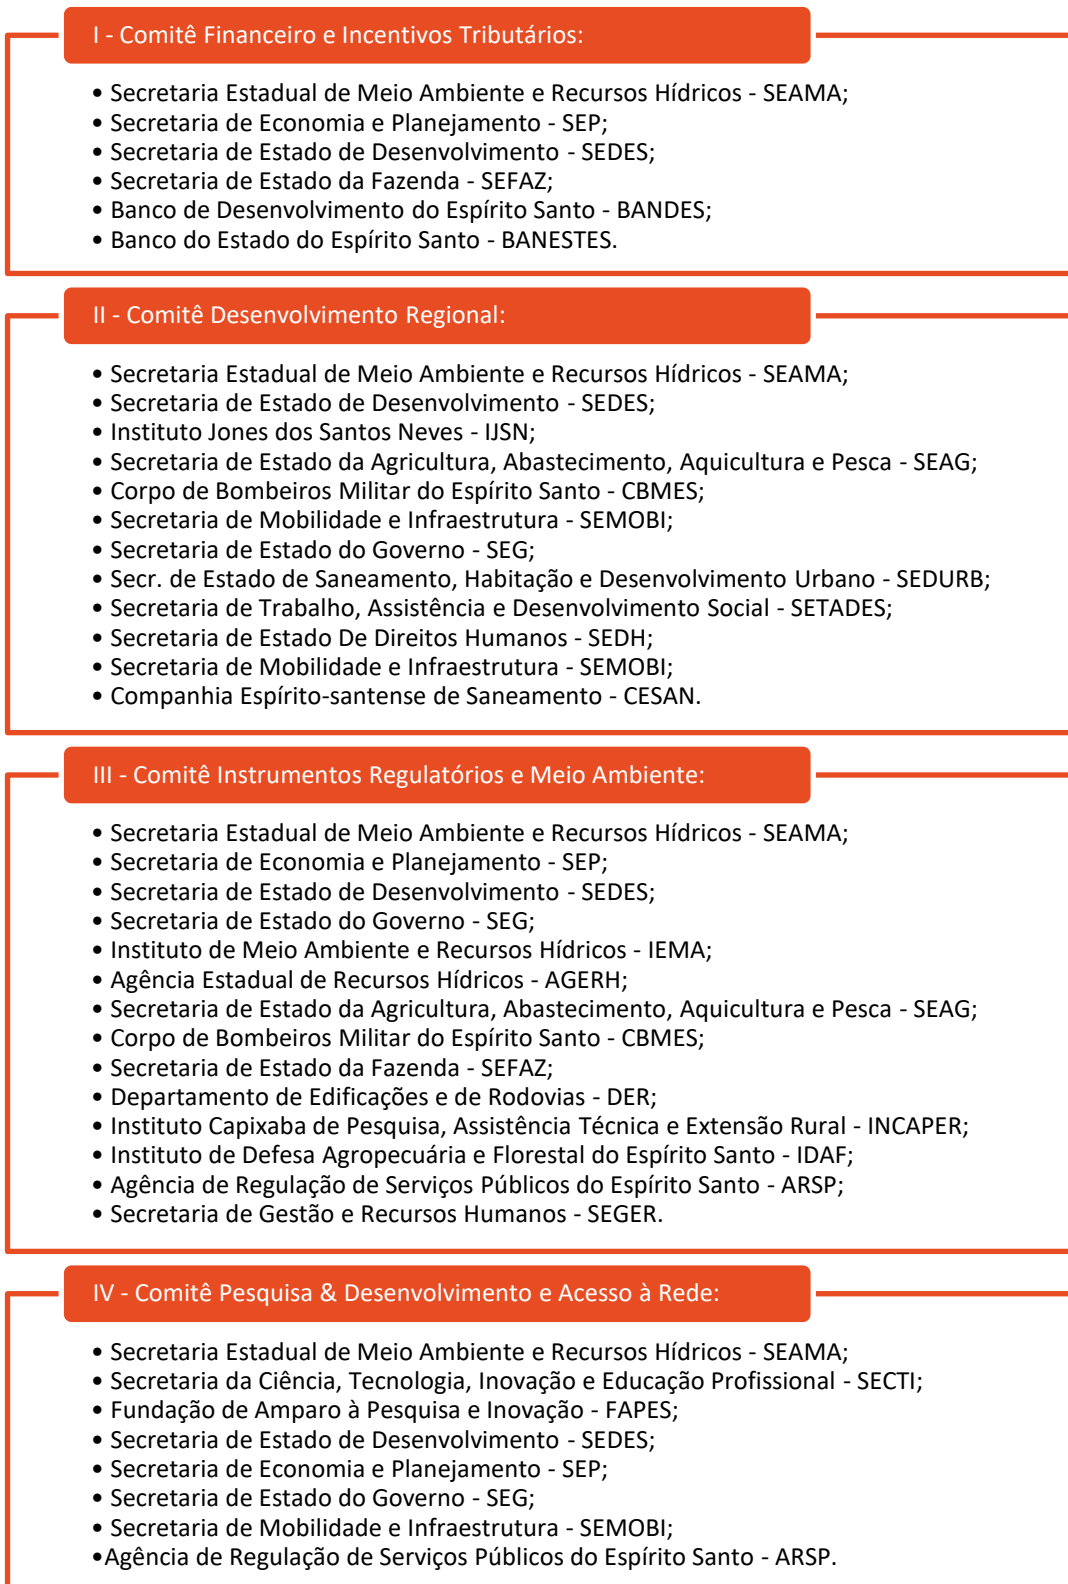 I - Comitê Financeiro e Incentivos Tributários:
• Secretaria Estadual de Meio Ambiente e Recursos Hídricos - SEAMA;
• Secretaria de Economia e Planejamento - SEP;
• Secretaria de Estado de Desenvolvimento - SEDES;
• Secretaria de Estado da Fazenda - SEFAZ;
• Banco de Desenvolvimento do Espírito Santo - BANDES;
• Banco do Estado do Espírito Santo - BANESTES.
II - Comitê Desenvolvimento Regional:
• Secretaria Estadual de Meio Ambiente e Recursos Hídricos - SEAMA;
• Secretaria de Estado de Desenvolvimento - SEDES;
• Instituto Jones dos Santos Neves - IJSN;
• Secretaria de Estado da Agricultura, Abastecimento, Aquicultura e Pesca - SEAG;
• Corpo de Bombeiros Militar do Espírito Santo - CBMES;
• Secretaria de Mobilidade e Infraestrutura - SEMOBI;
• Secretaria de Estado do Governo - SEG;
• Secr. de Estado de Saneamento, Habitação e Desenvolvimento Urbano - SEDURB;
• Secretaria de Trabalho, Assistência e Desenvolvimento Social - SETADES;
• Secretaria de Estado De Direitos Humanos - SEDH;
• Secretaria de Mobilidade e Infraestrutura - SEMOBI;
• Companhia Espírito-santense de Saneamento - CESAN.
III - Comitê Instrumentos Regulatórios e Meio Ambiente:
• Secretaria Estadual de Meio Ambiente e Recursos Hídricos - SEAMA;
• Secretaria de Economia e Planejamento - SEP;
• Secretaria de Estado de Desenvolvimento - SEDES;
• Secretaria de Estado do Governo - SEG;
• Instituto de Meio Ambiente e Recursos Hídricos - IEMA;
• Agência Estadual de Recursos Hídricos - AGERH;
• Secretaria de Estado da Agricultura, Abastecimento, Aquicultura e Pesca - SEAG;
• Corpo de Bombeiros Militar do Espírito Santo - CBMES;
• Secretaria de Estado da Fazenda - SEFAZ;
• Departamento de Edificações e de Rodovias - DER;
• Instituto Capixaba de Pesquisa, Assistência Técnica e Extensão Rural - INCAPER;
• Instituto de Defesa Agropecuária e Florestal do Espírito Santo - IDAF;
• Agência de Regulação de Serviços Públicos do Espírito Santo - ARSP;
• Secretaria de Gestão e Recursos Humanos - SEGER.
IV - Comitê Pesquisa & Desenvolvimento e Acesso à Rede:
• Secretaria Estadual de Meio Ambiente e Recursos Hídricos - SEAMA;
• Secretaria da Ciência, Tecnologia, Inovação e Educação Profissional - SECTI;
• Fundação de Amparo à Pesquisa e Inovação - FAPES;
• Secretaria de Estado de Desenvolvimento - SEDES;
• Secretaria de Economia e Planejamento - SEP;
• Secretaria de Estado do Governo - SEG;
• Secretaria de Mobilidade e Infraestrutura - SEMOBI;
•Agência de Regulação de Serviços Públicos do Espírito Santo - ARSP.